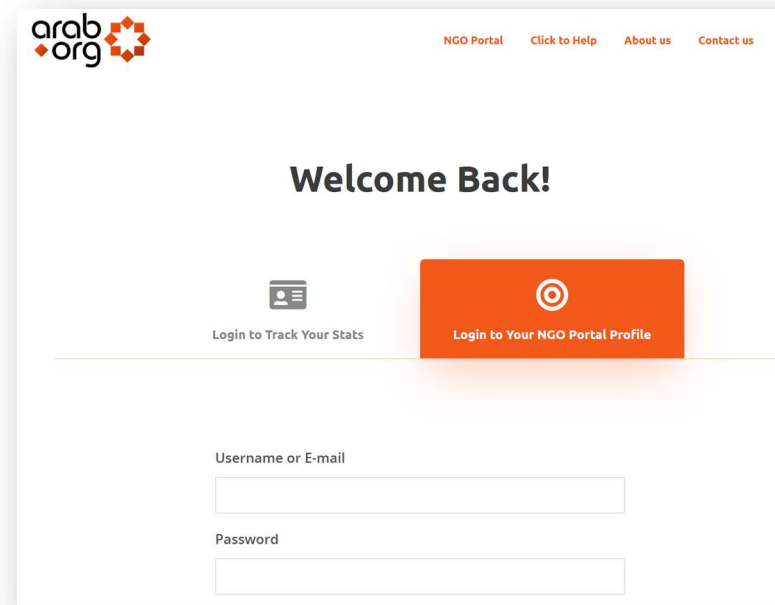 arab
org
NGO Portal Click to Help About us Contact us
Welcome Back!
Login to Track Your Stats Login to Your NGO Portal Profile
Username or E-mail
Password